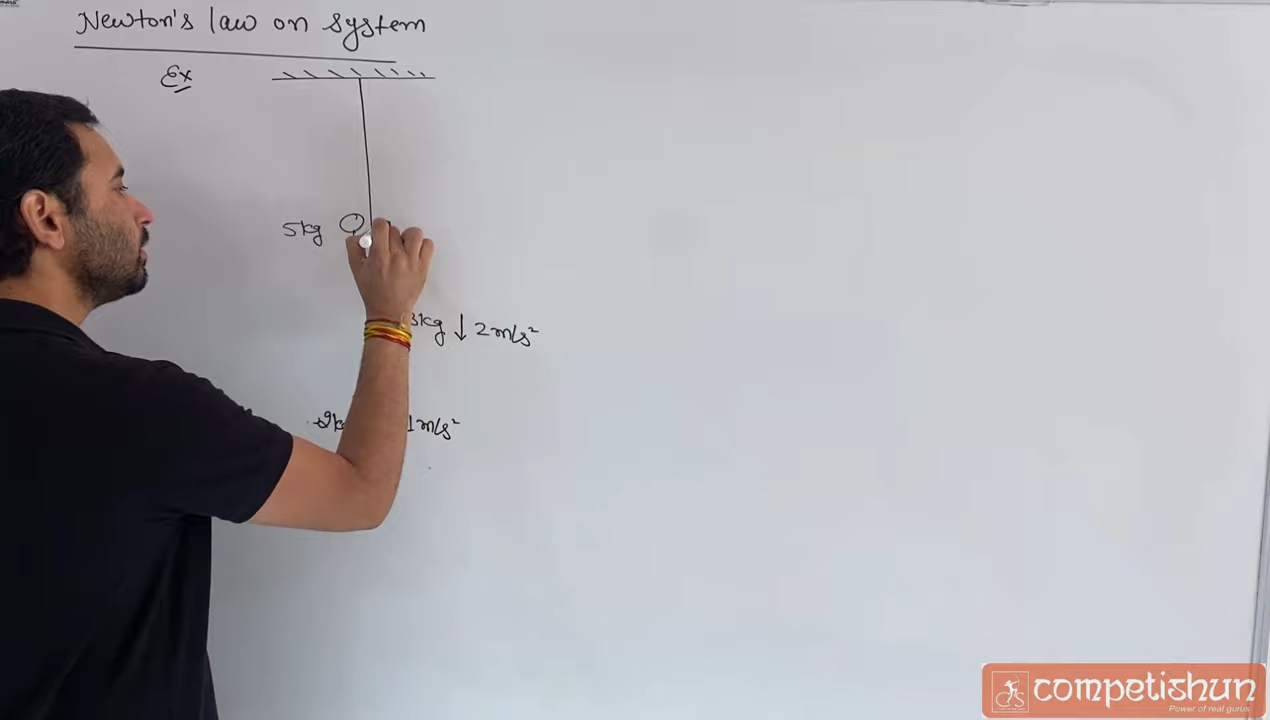 Newton's law on system
Ex
5kg
3kg ↓ 2m/s²
1m/s²
competishun
Power of real gurus